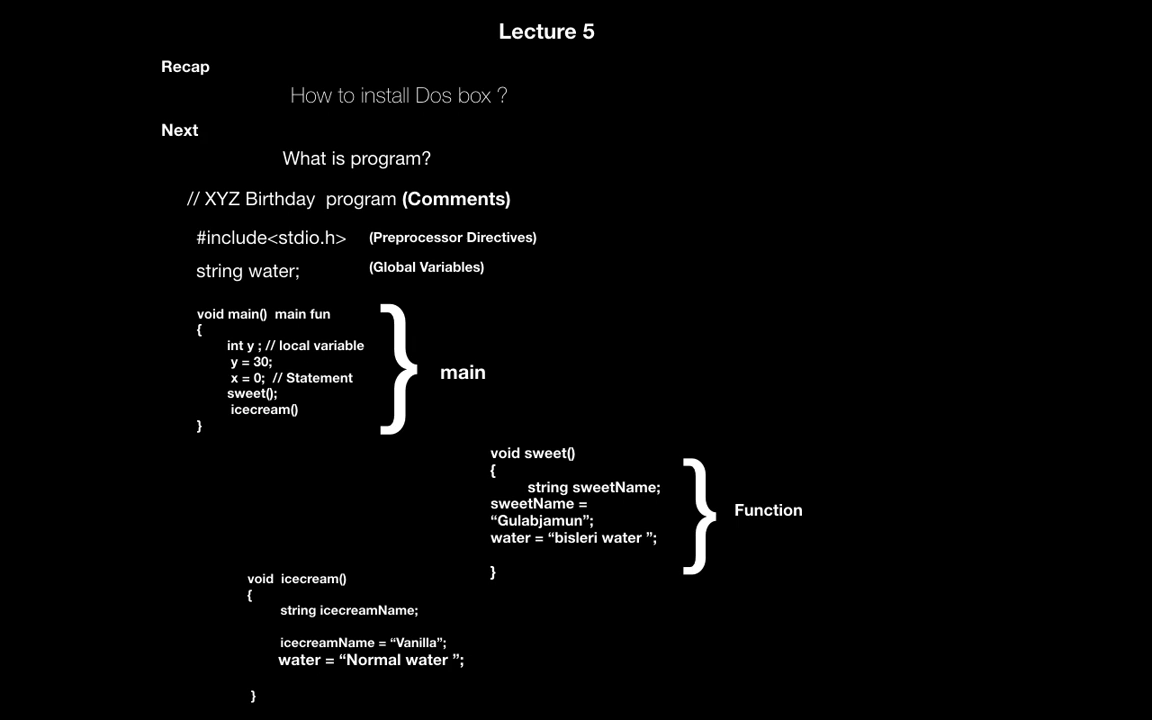 Lecture 5
Recap
How to install Dos box ?
Next
What is program?
// XYZ Birthday  program (Comments)
#include<stdio.h> (Preprocessor Directives)
string water; (Global Variables)
void main()  main fun
{
int y ; // local variable
y = 30;
x = 0;  // Statement
sweet();
icecream()
}
} main
void sweet()
{
string sweetName;
sweetName =
“Gulabjamun”;
water = “bisleri water ”;
}
} Function
void  icecream()
{
string icecreamName;
icecreamName = “Vanilla”;
water = “Normal water ”;
}